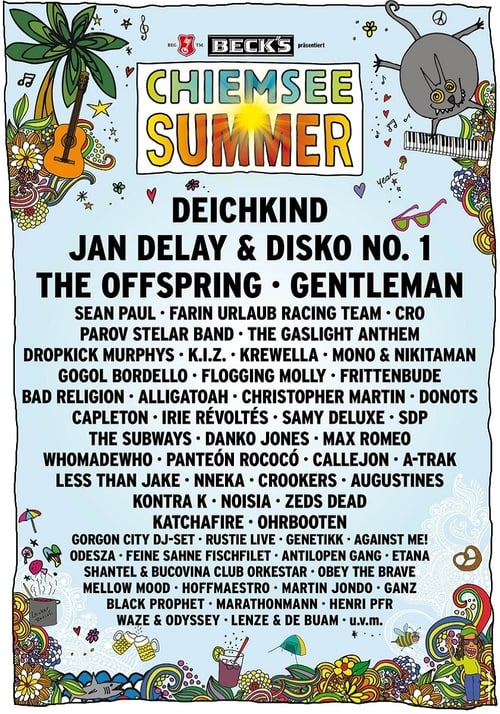 REG. TM. BECK'S präsentiert
CHIEMSEE
SUMMER
yeah
DEICHKIND
JAN DELAY & DISKO NO. 1
THE OFFSPRING · GENTLEMAN
SEAN PAUL · FARIN URLAUB RACING TEAM · CRO
PAROV STELAR BAND · THE GASLIGHT ANTHEM
DROPKICK MURPHYS · K.I.Z. · KREWELLA · MONO & NIKITAMAN
GOGOL BORDELLO · FLOGGING MOLLY · FRITTENBUDE
BAD RELIGION · ALLIGATOAH · CHRISTOPHER MARTIN · DONOTS
CAPLETON · IRIE RÉVOLTÉS · SAMY DELUXE · SDP
THE SUBWAYS · DANKO JONES · MAX ROMEO
WHOMADEWHO · PANTEÓN ROCOCÓ · CALLEJON · A-TRAK
LESS THAN JAKE · NNEKA · CROOKERS · AUGUSTINES
KONTRA K · NOISIA · ZEDS DEAD
KATCHAFIRE · OHRBOOTEN
GORGON CITY DJ-SET · RUSTIE LIVE · GENETIKK · AGAINST ME!
ODESZA · FEINE SAHNE FISCHFILET · ANTILOPEN GANG · ETANA
SHANTEL & BUCOVINA CLUB ORKESTAR · OBEY THE BRAVE
MELLOW MOOD · HOFFMAESTRO · MARTIN JONDO · GANZ
BLACK PROPHET · MARATHONMANN · HENRI PFR
WAZE & ODYSSEY · LENZE & DE BUAM · u.v.m.